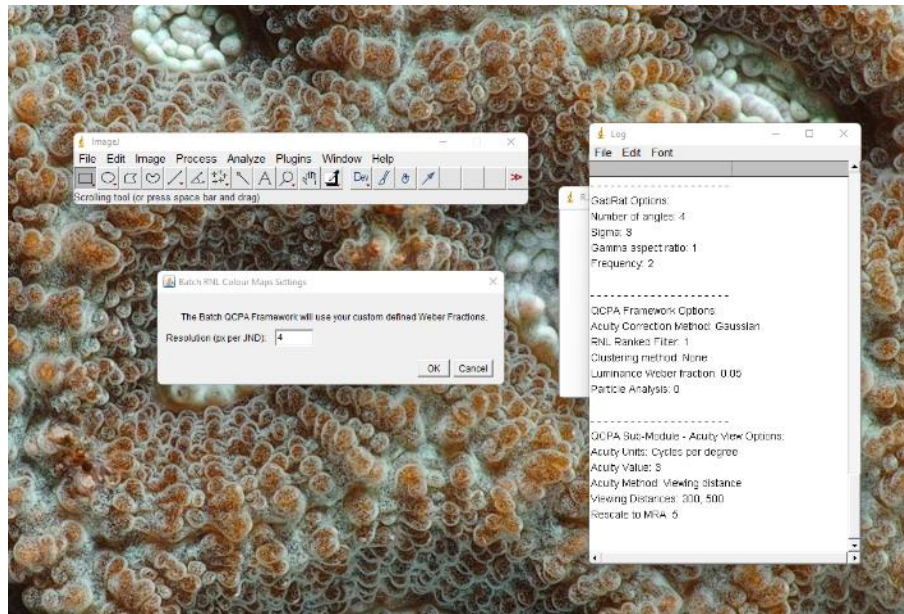 ImageJ
File Edit Image Process Analyze Plugins Window Help
Dev
Scrolling tool (or press space bar and drag)
Batch RNL Colour Maps Settings
The Batch QCPA Framework will use your custom defined Weber Fractions.
Resolution (px per JND): 4
OK Cancel
Log
File Edit Font
- - - - - - - - - - - - - - - - - - - - -
GabRat Options:
Number of angles: 4
Sigma: 3
Gamma aspect ratio: 1
Frequency: 2
- - - - - - - - - - - - - - - - - - - - -
QCPA Framework Options:
Acuity Correction Method: Gaussian
RNL Ranked Filter: 1
Clustering method: None
Luminance Weber fraction: 0.05
Particle Analysis: 0
- - - - - - - - - - - - - - - - - - - - -
QCPA Sub-Module - Acuity View Options:
Acuity Units: Cycles per degree
Acuity Value: 3
Acuity Method: Viewing distance
Viewing Distances: 300, 500
Rescale to MRA: 5